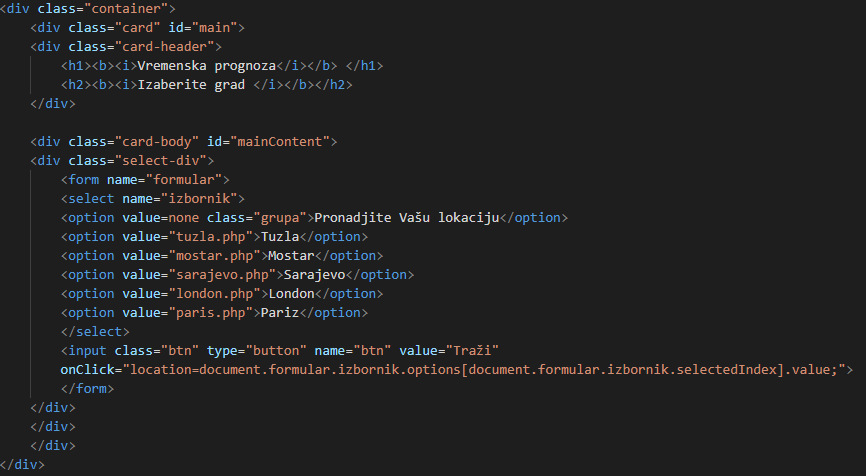 <div class="container">
<div class="card" id="main">
<div class="card-header">
<h1><b><i>Vremenska prognoza</i></b> </h1>
<h2><b><i>Izaberite grad </i></b></h2>
</div>
<div class="card-body" id="mainContent">
<div class="select-div">
<form name="formular">
<select name="izbornik">
<option value=none class="grupa">Pronadjite Vašu lokaciju</option>
<option value="tuzla.php">Tuzla</option>
<option value="mostar.php">Mostar</option>
<option value="sarajevo.php">Sarajevo</option>
<option value="london.php">London</option>
<option value="paris.php">Pariz</option>
</select>
<input class="btn" type="button" name="btn" value="Traži"
onClick="location=document.formular.izbornik.options[document.formular.izbornik.selectedIndex].value;">
</form>
</div>
</div>
</div>
</div>